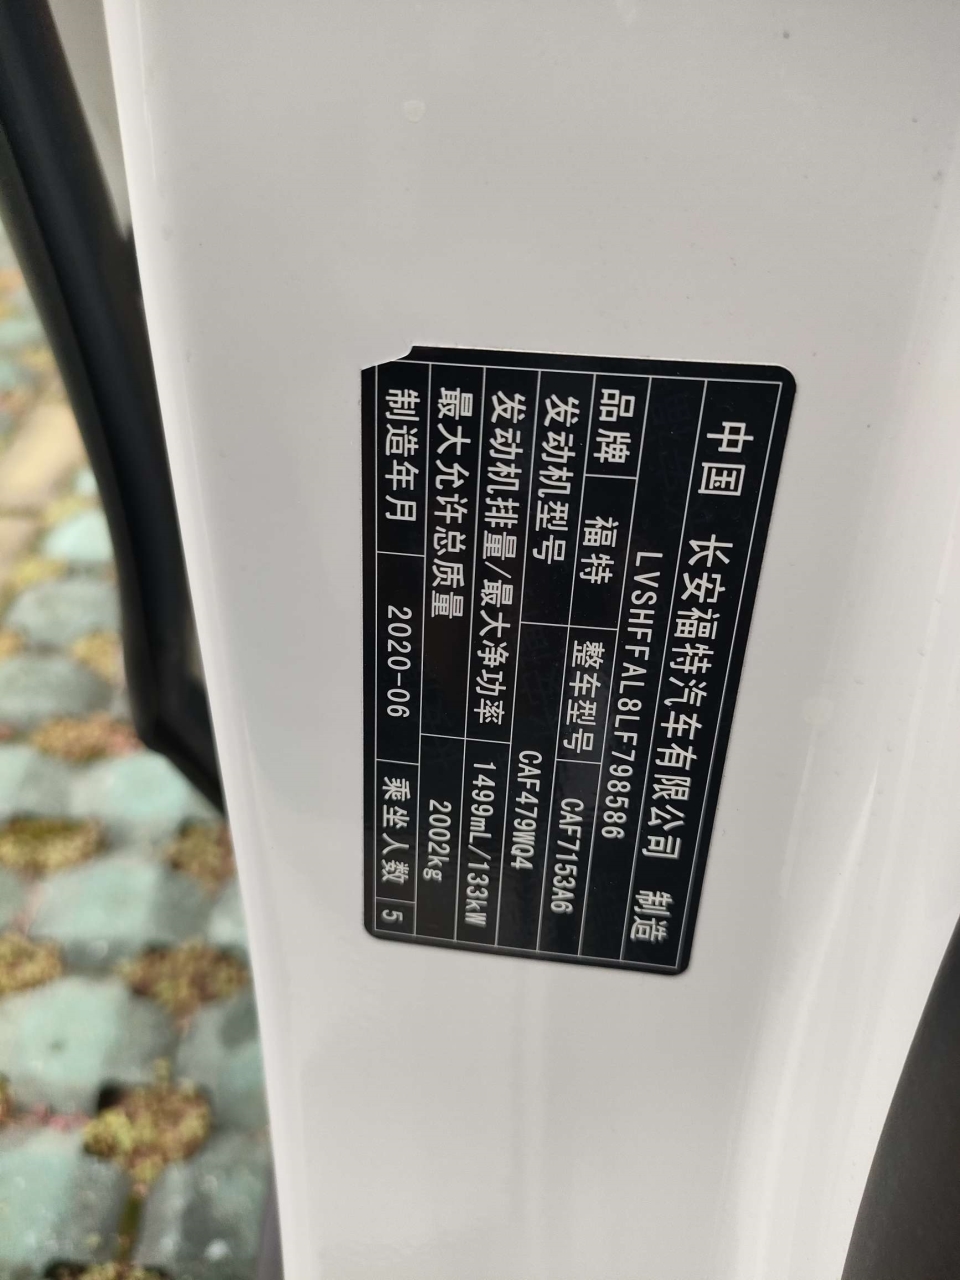 中国 长安福特汽车有限公司 制造
LVSHFFAL8LF798586
品牌 福特 整车型号 CAF7153A6
发动机型号 CAF479WQ4
发动机排量/最大净功率 1499mL/133kW
最大允许总质量 2002kg
制造年月 2020-06 乘坐人数 5